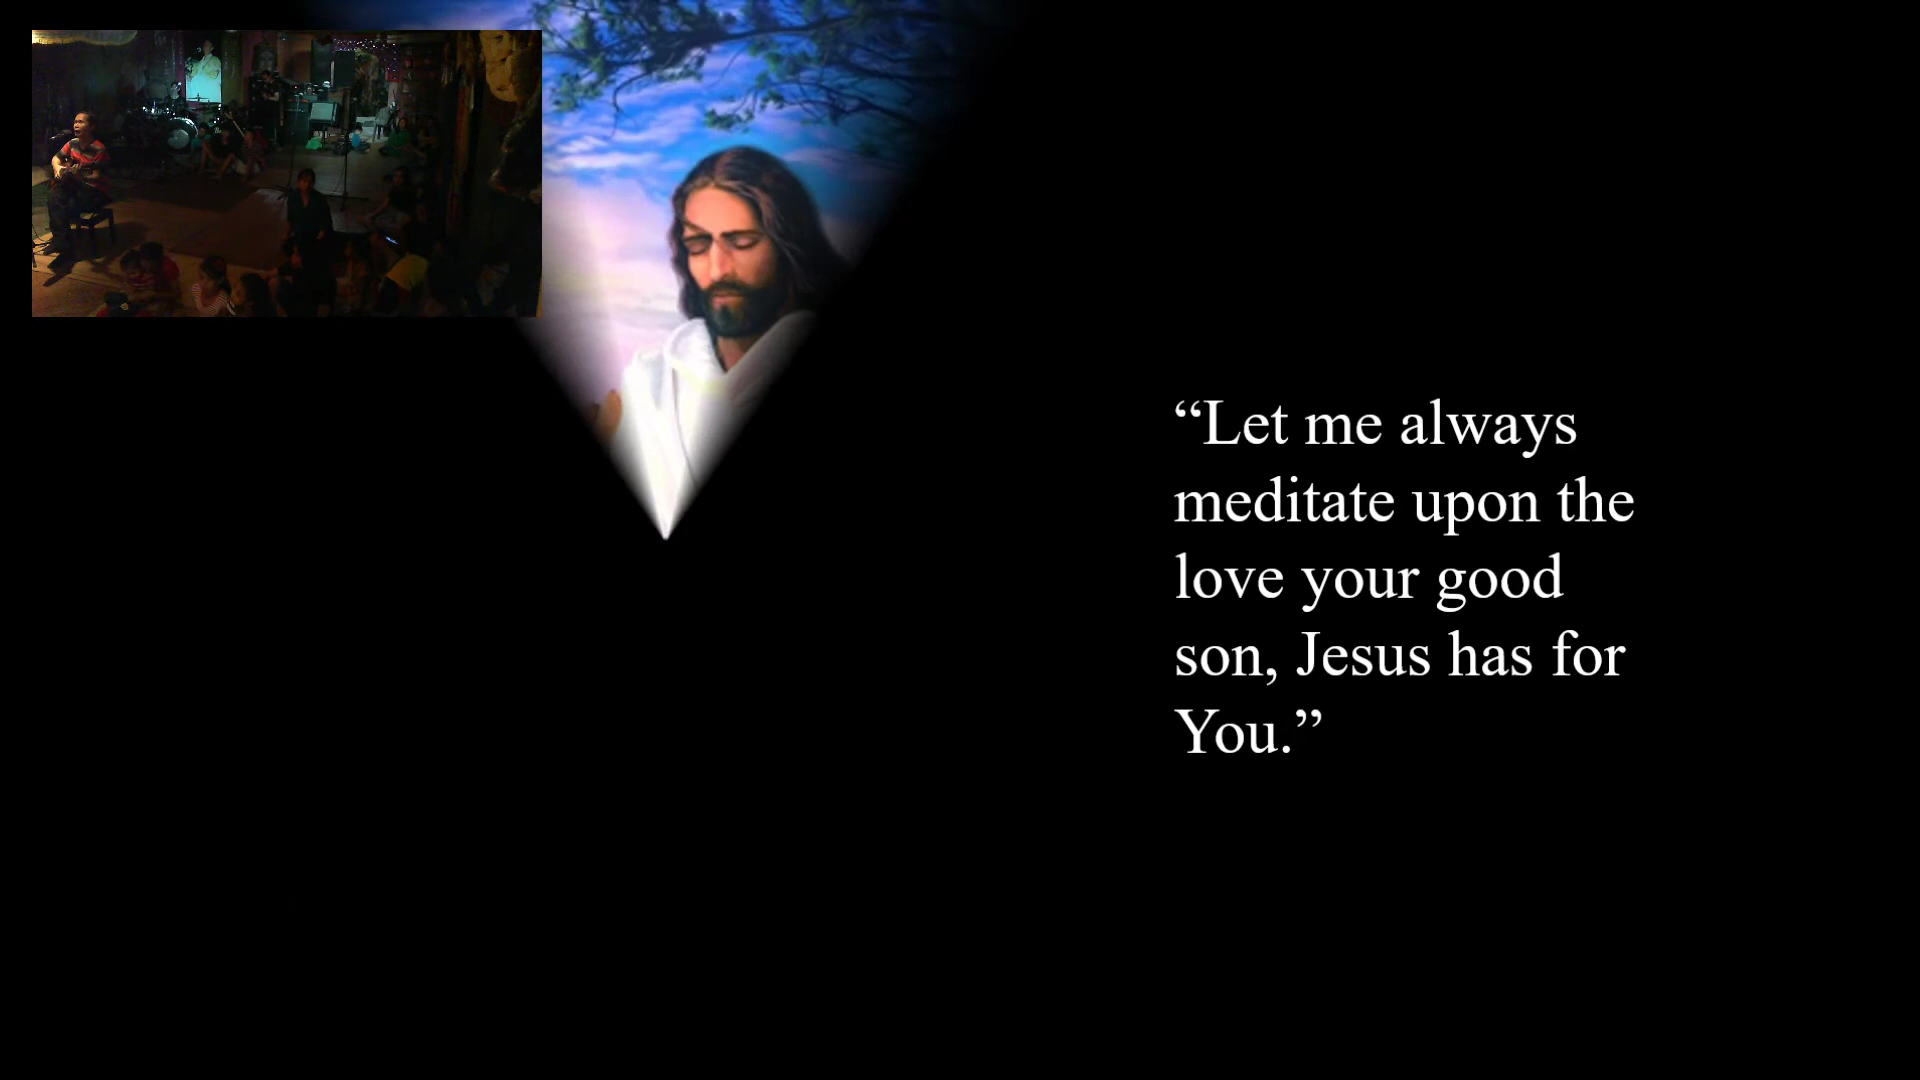 “Let me always
meditate upon the
love your good
son, Jesus has for
You.”